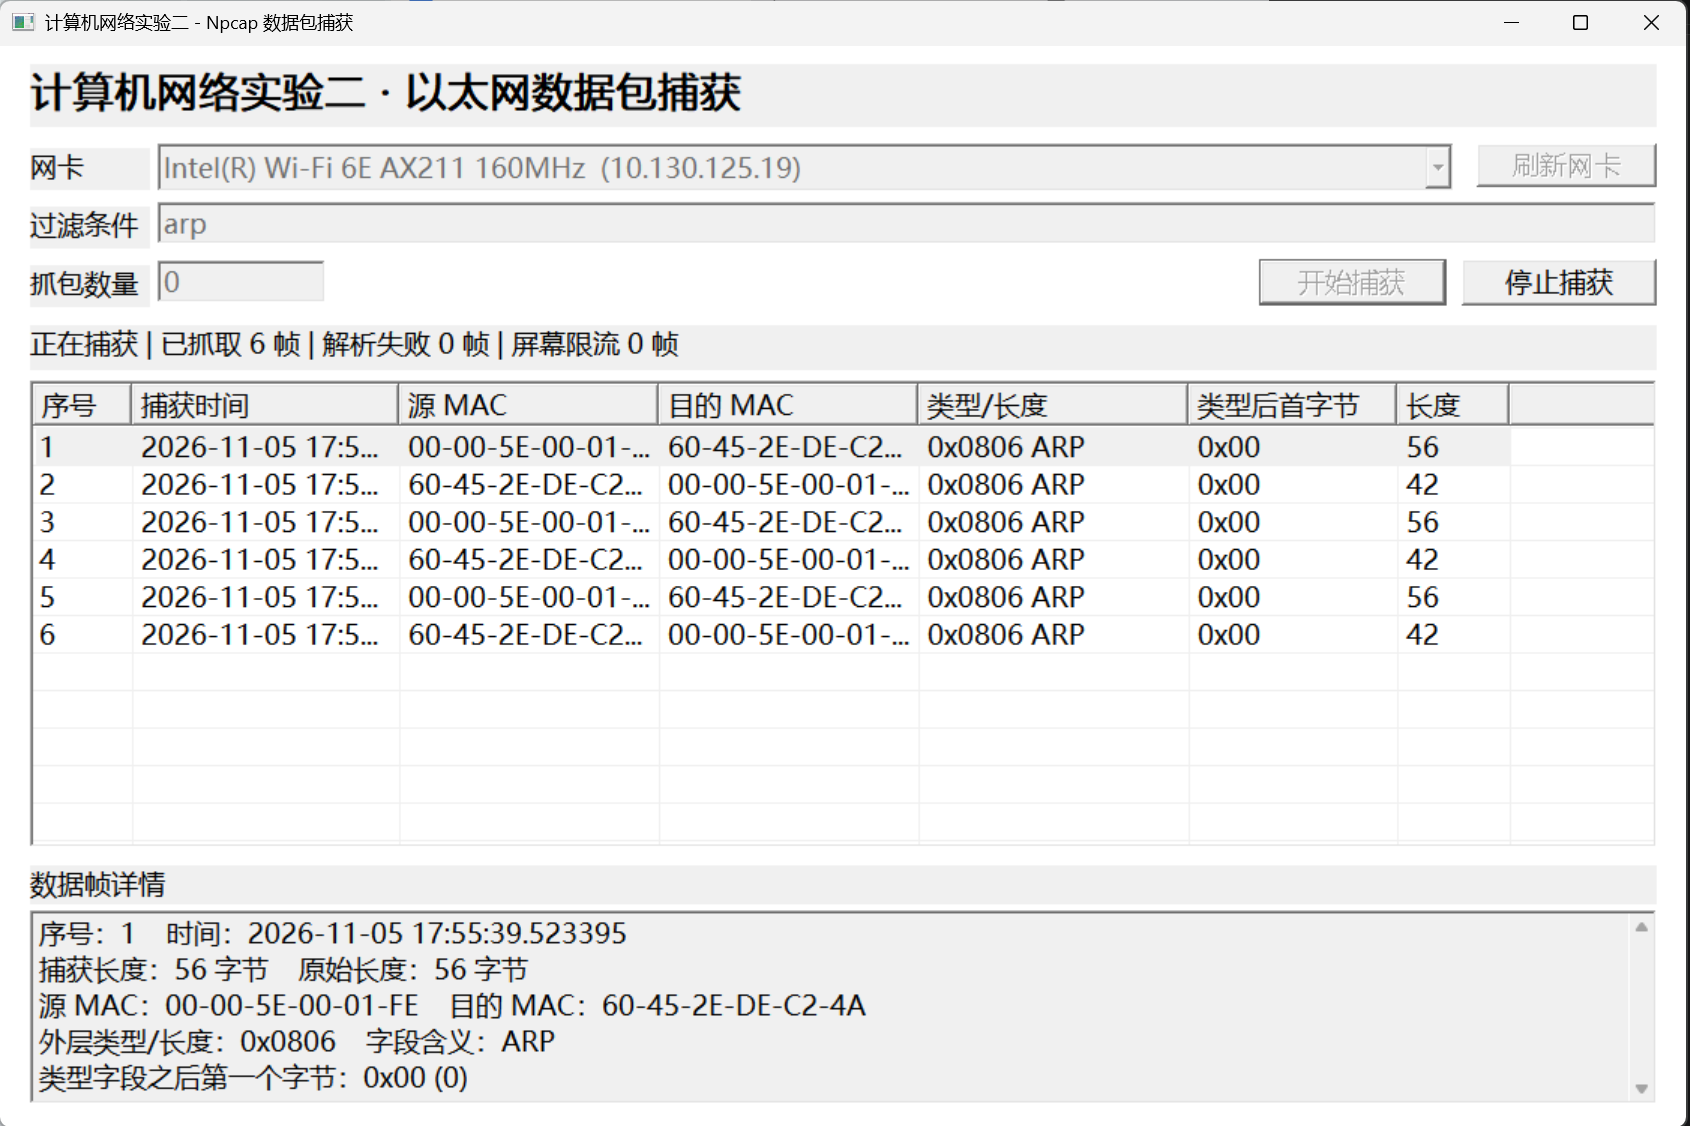 计算机网络实验二 - Npcap 数据包捕获
计算机网络实验二 · 以太网数据包捕获
网卡 Intel(R) Wi-Fi 6E AX211 160MHz (10.130.125.19) 刷新网卡
过滤条件 arp
抓包数量 0 开始捕获 停止捕获
正在捕获 | 已抓取 6 帧 | 解析失败 0 帧 | 屏幕限流 0 帧
序号 捕获时间 源 MAC 目的 MAC 类型/长度 类型后首字节 长度
1 2026-11-05 17:5... 00-00-5E-00-01-... 60-45-2E-DE-C2... 0x0806 ARP 0x00 56
2 2026-11-05 17:5... 60-45-2E-DE-C2... 00-00-5E-00-01-... 0x0806 ARP 0x00 42
3 2026-11-05 17:5... 00-00-5E-00-01-... 60-45-2E-DE-C2... 0x0806 ARP 0x00 56
4 2026-11-05 17:5... 60-45-2E-DE-C2... 00-00-5E-00-01-... 0x0806 ARP 0x00 42
5 2026-11-05 17:5... 00-00-5E-00-01-... 60-45-2E-DE-C2... 0x0806 ARP 0x00 56
6 2026-11-05 17:5... 60-45-2E-DE-C2... 00-00-5E-00-01-... 0x0806 ARP 0x00 42
数据帧详情
序号：1 时间：2026-11-05 17:55:39.523395
捕获长度：56 字节 原始长度：56 字节
源 MAC：00-00-5E-00-01-FE 目的 MAC：60-45-2E-DE-C2-4A
外层类型/长度：0x0806 字段含义：ARP
类型字段之后第一个字节：0x00 (0)